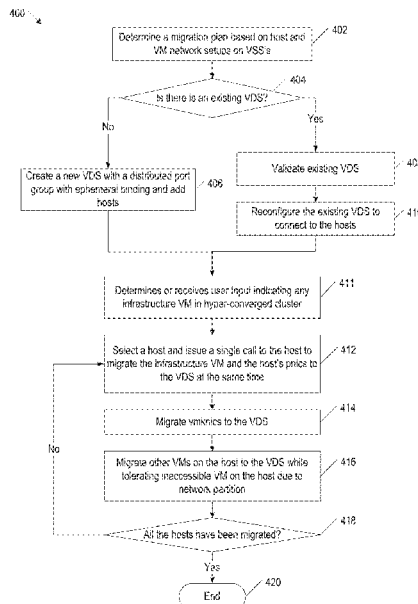 400
Determine a migration plan based on host and
VM network setups on VSS's
402
404
Is there an existing VDS?
No
Yes
Create a new VDS with a distributed port
group with ephemeral binding and add
hosts
406
Validate existing VDS
40
Reconfigure the existing VDS to
connect to the hosts
41
Determines or receives user input indicating any
infrastructure VM in hyper-converged cluster
411
Select a host and issue a single call to the host to
migrate the infrastructure VM and the host's pnics to
the VDS at the same time
412
Migrate vmknics to the VDS
414
No
Migrate other VMs on the host to the VDS while
tolerating inaccessible VM on the host due to
network partition
416
All the hosts have been migrated?
418
Yes
End
420